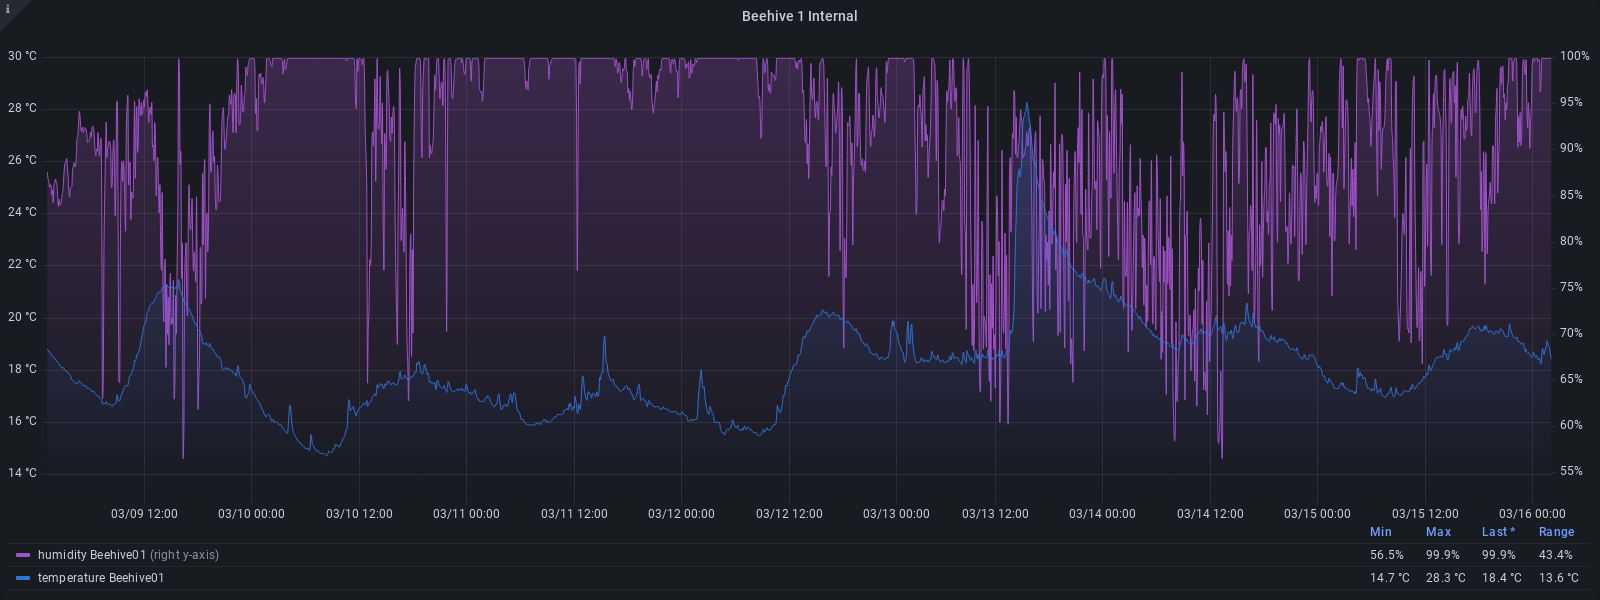 i
Beehive 1 Internal
30 °C 100%
28 °C 95%
26 °C 90%
24 °C 85%
22 °C 80%
20 °C 75%
18 °C 70%
16 °C 65%
14 °C 60%
55%
03/09 12:00 03/10 00:00 03/10 12:00 03/11 00:00 03/11 12:00 03/12 00:00 03/12 12:00 03/13 00:00 03/13 12:00 03/14 00:00 03/14 12:00 03/15 00:00 03/15 12:00 03/16 00:00
Min Max Last * Range
humidity Beehive01 (right y-axis) 56.5% 99.9% 99.9% 43.4%
temperature Beehive01 14.7 °C 28.3 °C 18.4 °C 13.6 °C